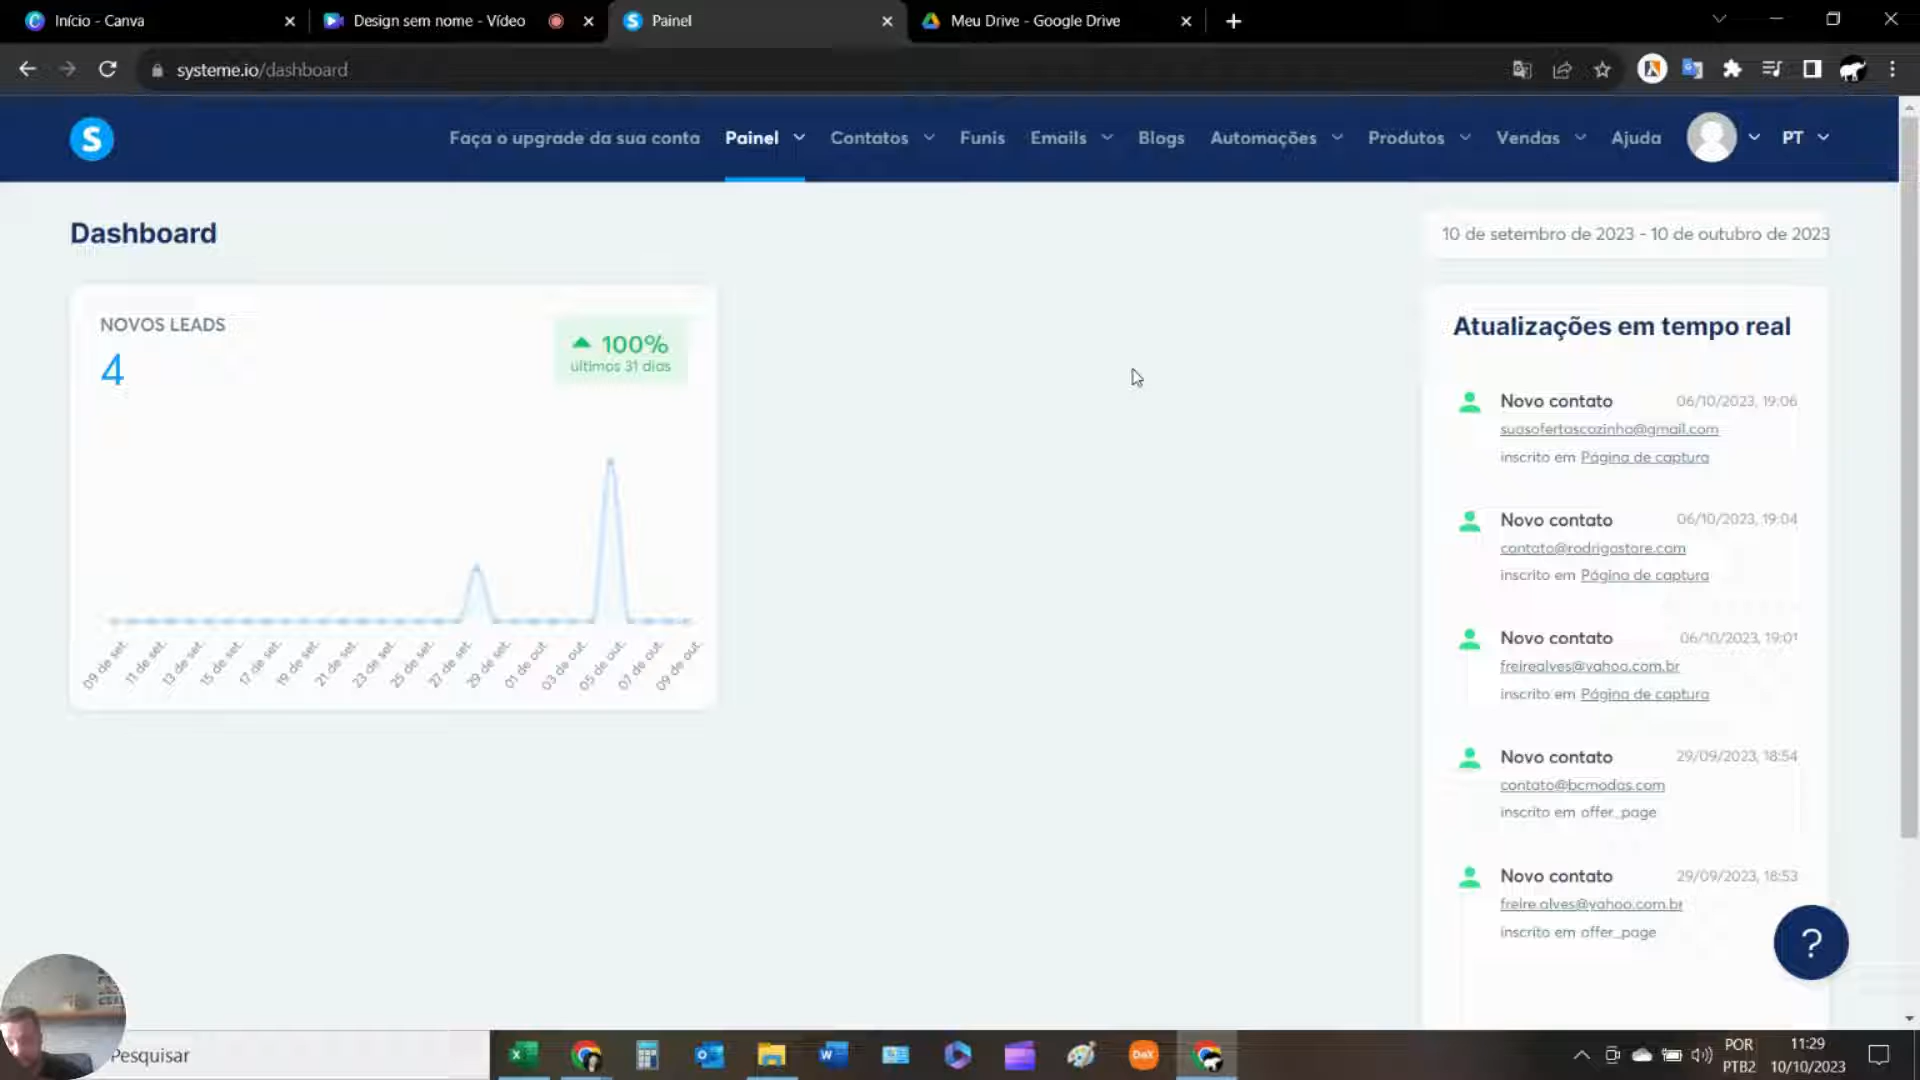 Início - Canva
Design sem nome - Vídeo
Painel
Meu Drive - Google Drive
systeme.io/dashboard
S
Faça o upgrade da sua conta
Painel
Contatos
Funis
Emails
Blogs
Automações
Produtos
Vendas
Ajuda
PT
Dashboard
10 de setembro de 2023 - 10 de outubro de 2023
NOVOS LEADS
4
100%
últimos 31 dias
09 de set.
11 de set.
13 de set.
15 de set.
17 de set.
19 de set.
21 de set.
23 de set.
25 de set.
27 de set.
29 de set.
01 de out.
03 de out.
05 de out.
07 de out.
09 de out.
Atualizações em tempo real
Novo contato 06/10/2023, 19:06
suasofertascozinha@gmail.com
inscrito em Página de captura
Novo contato 06/10/2023, 19:04
contato@rodrigostore.com
inscrito em Página de captura
Novo contato 06/10/2023, 19:01
freirealves@yahoo.com.br
inscrito em Página de captura
Novo contato 29/09/2023, 18:54
contato@bcmodas.com
inscrito em offer_page
Novo contato 29/09/2023, 18:53
freire.alves@yahoo.com.br
inscrito em offer_page
?
Pesquisar
POR
PTB2
11:29
10/10/2023